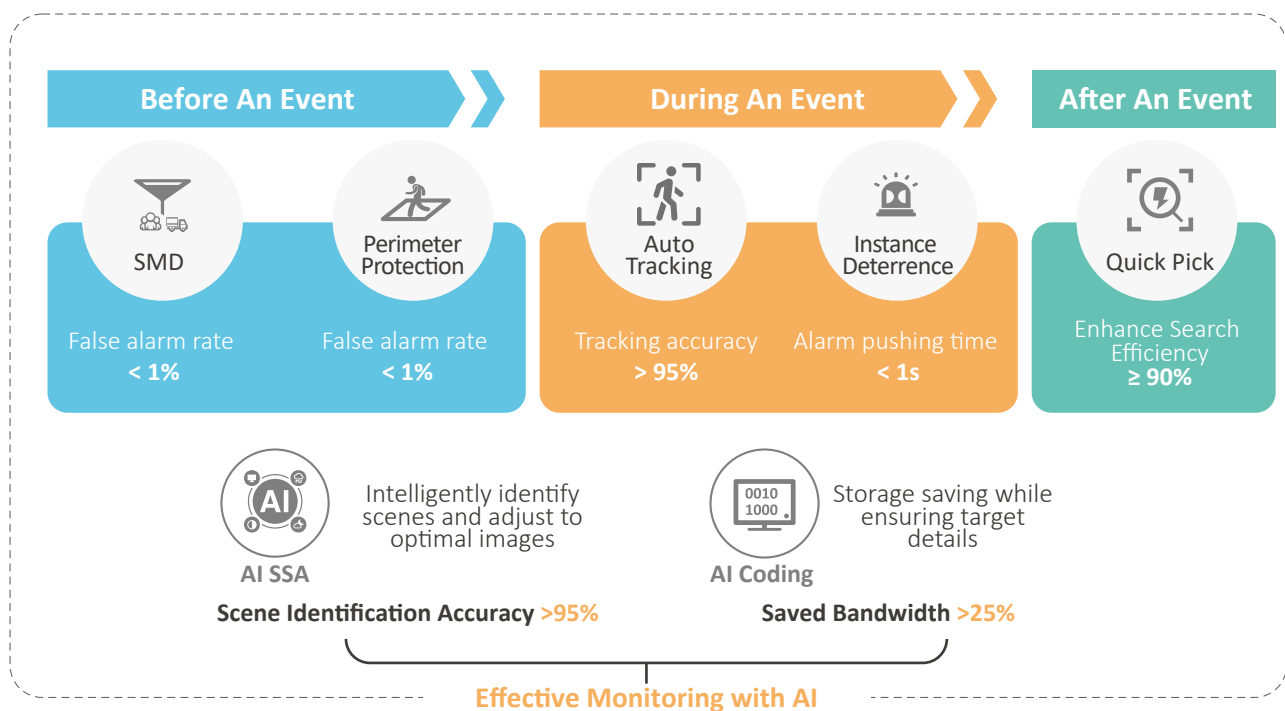 Before An Event
During An Event
After An Event
SMD
Perimeter
Protection
Auto
Tracking
Instance
Deterrence
Quick Pick
False alarm rate
< 1%
False alarm rate
< 1%
Tracking accuracy
> 95%
Alarm pushing time
< 1s
Enhance Search
Efficiency
≥ 90%
AI
AI SSA
Intelligently identify
scenes and adjust to
optimal images
Scene Identification Accuracy >95%
0010
1000
AI Coding
Storage saving while
ensuring target
details
Saved Bandwidth >25%
Effective Monitoring with AI